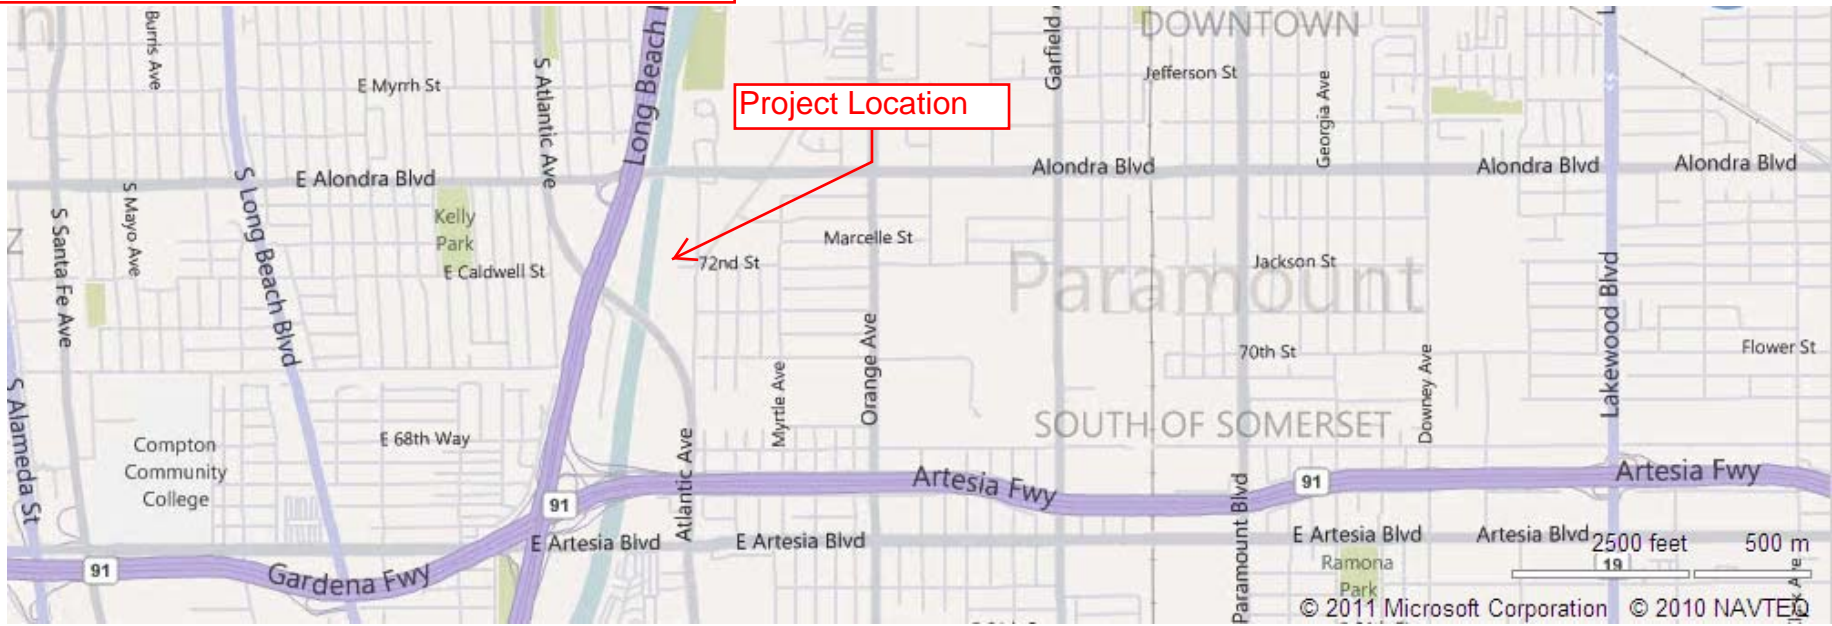 DOWNTOWN
Burris Ave
Long Beach
Garfield
Jefferson St
E Myrrh St
S Atlantic Ave
Project Location
Georgia Ave
Alondra Blvd
Alondra Blvd
Alondra Blvd
E Alondra Blvd
S Mayo Ave
S Long Beach Blvd
Kelly
Park
S Santa Fe Ave
Marcelle St
E Caldwell St
72nd St
Jackson St
Paramount
Lakewood Blvd
Orange Ave
70th St
Flower St
Downey Ave
Myrtle Ave
S Alameda St
Compton
Community
College
E 68th Way
SOUTH OF SOMERSET
Atlantic Ave
Artesia Fwy
91
Artesia Fwy
91
Paramount Blvd
E Artesia Blvd
E Artesia Blvd
E Artesia Blvd
Artesia Blvd
2500 feet
500 m
91
Gardena Fwy
Ramona
Park
19
© 2011 Microsoft Corporation © 2010 NAVTEQ